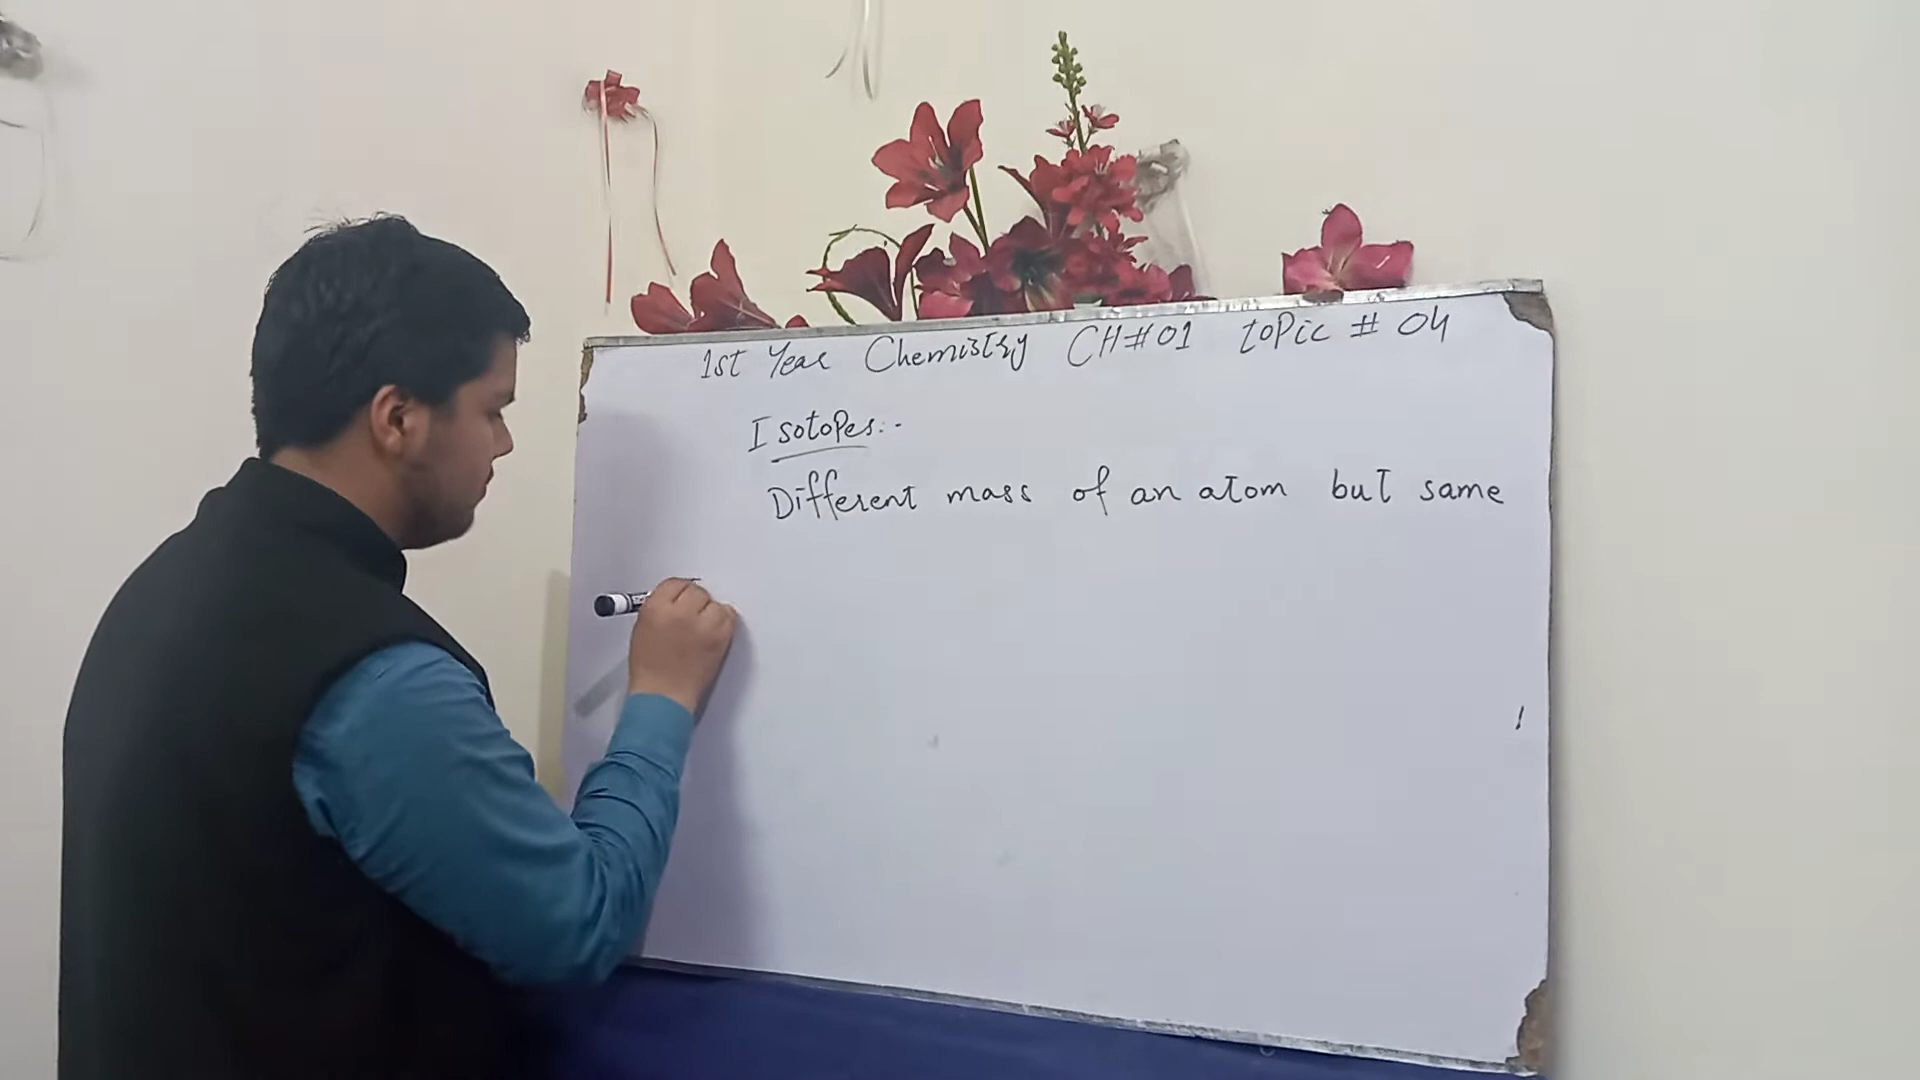 1st Year Chemistry CH#01 toPic # 04
IsotoPes:-
Different mass of an atom but same